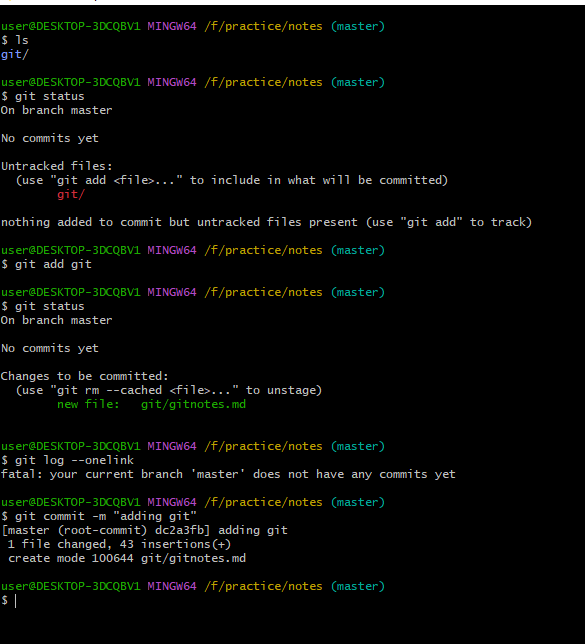 user@DESKTOP-3DCQBV1 MINGW64 /f/practice/notes (master)
$ ls
git/
user@DESKTOP-3DCQBV1 MINGW64 /f/practice/notes (master)
$ git status
On branch master
No commits yet
Untracked files:
  (use "git add <file>..." to include in what will be committed)
        git/
nothing added to commit but untracked files present (use "git add" to track)
user@DESKTOP-3DCQBV1 MINGW64 /f/practice/notes (master)
$ git add git
user@DESKTOP-3DCQBV1 MINGW64 /f/practice/notes (master)
$ git status
On branch master
No commits yet
Changes to be committed:
  (use "git rm --cached <file>..." to unstage)
        new file:   git/gitnotes.md
user@DESKTOP-3DCQBV1 MINGW64 /f/practice/notes (master)
$ git log --onelink
fatal: your current branch 'master' does not have any commits yet
user@DESKTOP-3DCQBV1 MINGW64 /f/practice/notes (master)
$ git commit -m "adding git"
[master (root-commit) dc2a3fb] adding git
 1 file changed, 43 insertions(+)
 create mode 100644 git/gitnotes.md
user@DESKTOP-3DCQBV1 MINGW64 /f/practice/notes (master)
$